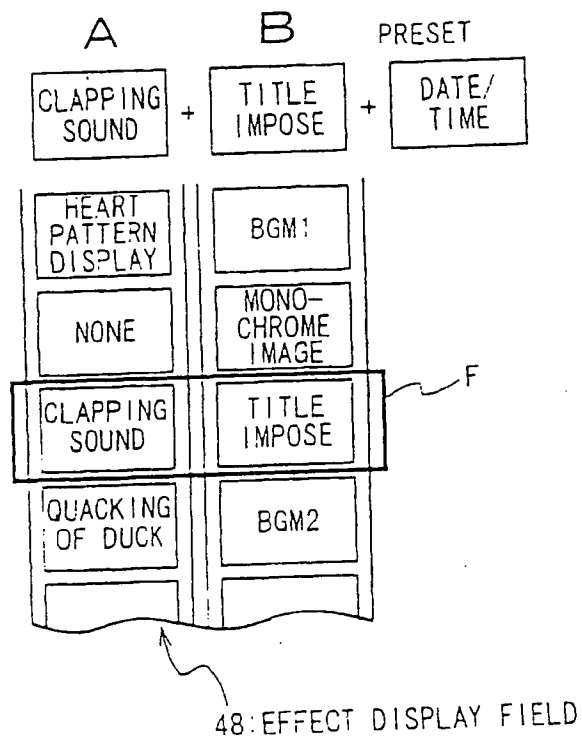 A B PRESET
CLAPPING
SOUND
+
TITLE
IMPOSE
+
DATE/
TIME
HEART
PATTERN
DISPLAY
BGM1
NONE
MONO-
CHROME
IMAGE
CLAPPING
SOUND
TITLE
IMPOSE
F
QUACKING
OF DUCK
BGM2
48:EFFECT DISPLAY FIELD